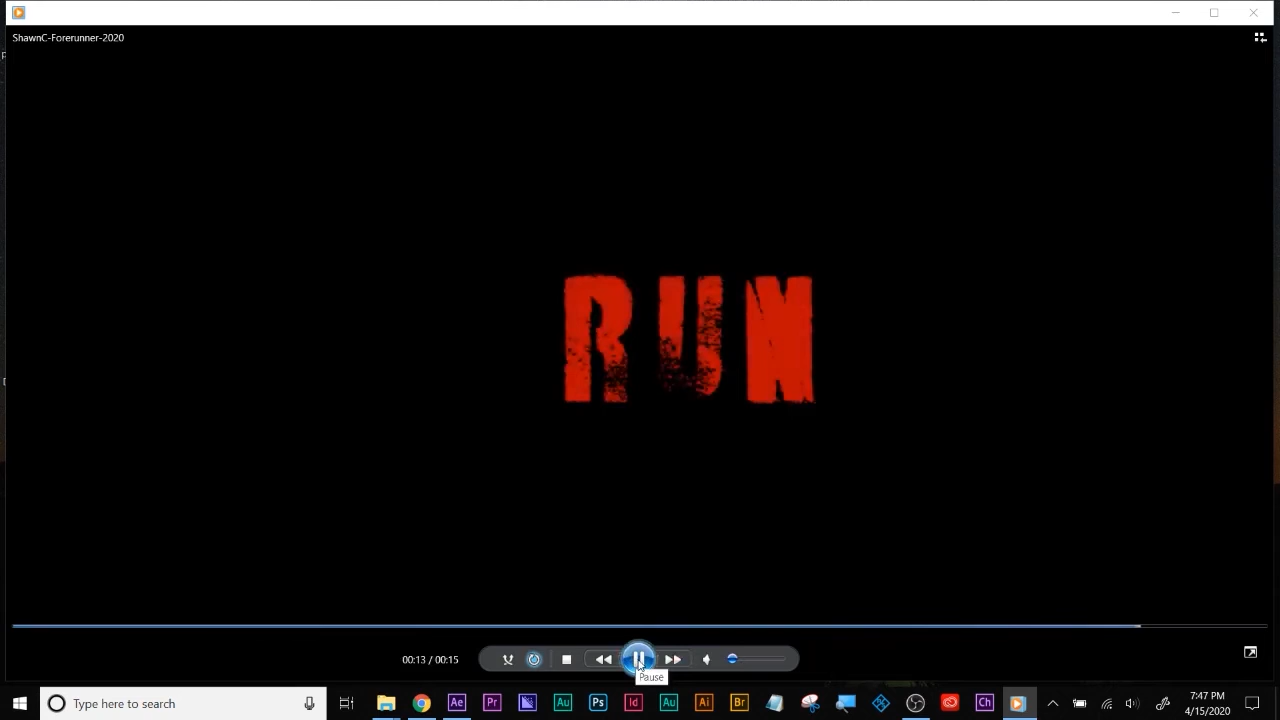 ShawnC-Forerunner-2020
RUN
00:13 / 00:15
Pause
Type here to search
Ae Pr Au Ps Id Au Ai Br Ch
7:47 PM
4/15/2020